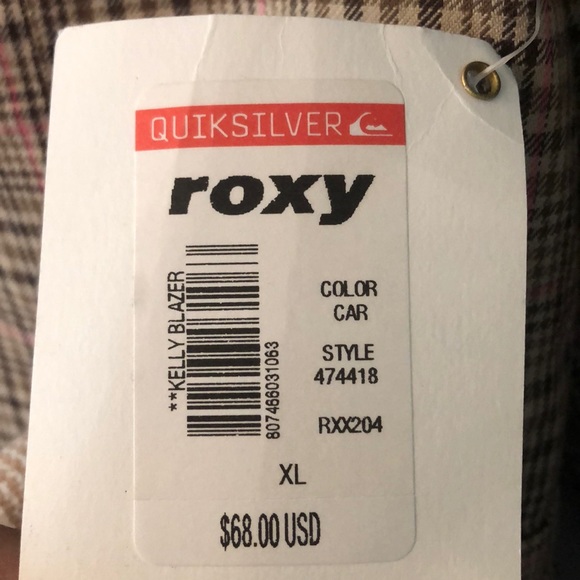 QUIKSILVER
roxy
**KELLY BLAZER
807466031063
COLOR
CAR
STYLE
474418
RXX204
XL
$68.00 USD